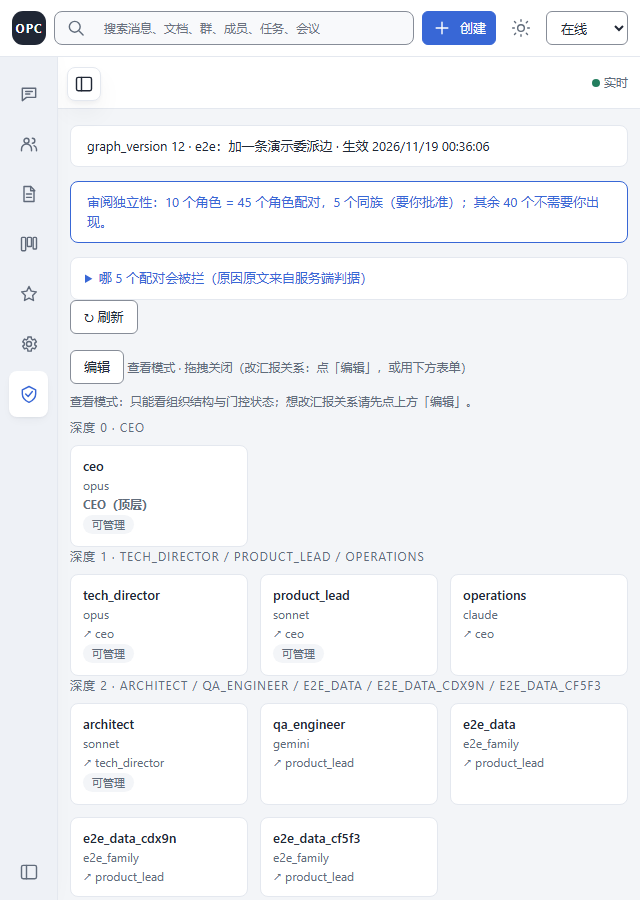 OPC
搜索消息、文档、群、成员、任务、会议
创建
在线
实时
graph_version 12 · e2e：加一条演示委派边 · 生效 2026/11/19 00:36:06
审阅独立性：10 个角色 = 45 个角色配对，5 个同族（要你批准）；其余 40 个不需要你出
现。
▶ 哪 5 个配对会被拦（原因原文来自服务端判据）
↻ 刷新
编辑 查看模式 · 拖拽关闭（改汇报关系：点「编辑」，或用下方表单）
查看模式：只能看组织结构与门控状态；想改汇报关系请先点上方「编辑」。
深度 0 · CEO
ceo
opus
CEO（顶层）
可管理
深度 1 · TECH_DIRECTOR / PRODUCT_LEAD / OPERATIONS
tech_director
opus
↗ ceo
可管理
product_lead
sonnet
↗ ceo
可管理
operations
claude
↗ ceo
深度 2 · ARCHITECT / QA_ENGINEER / E2E_DATA / E2E_DATA_CDX9N / E2E_DATA_CF5F3
architect
sonnet
↗ tech_director
可管理
qa_engineer
gemini
↗ product_lead
e2e_data
e2e_family
↗ product_lead
e2e_data_cdx9n
e2e_family
↗ product_lead
e2e_data_cf5f3
e2e_family
↗ product_lead